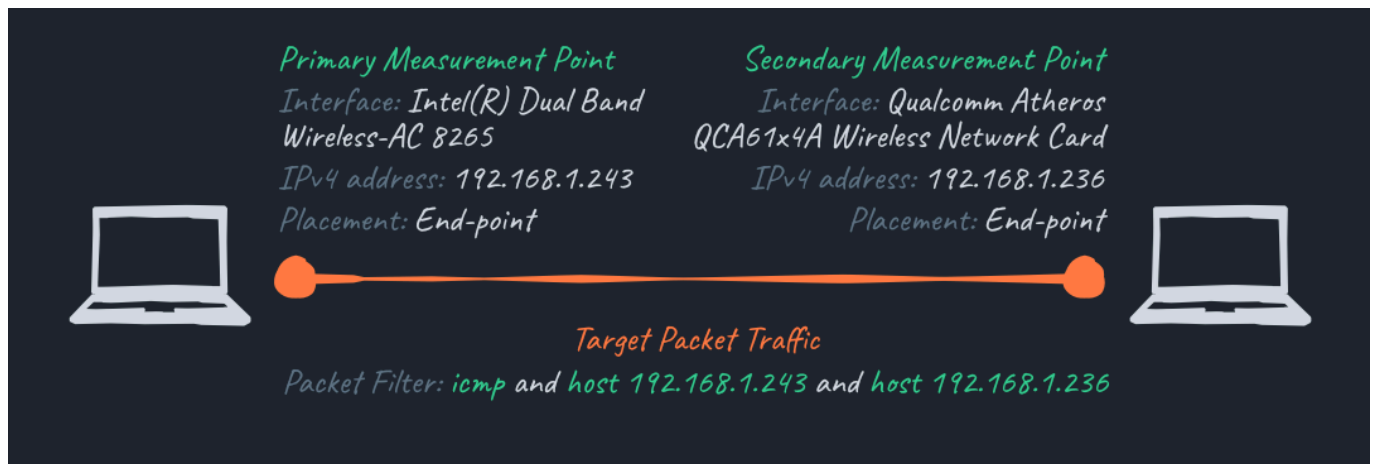 Primary Measurement Point
Interface: Intel(R) Dual Band
Wireless-AC 8265
IPv4 address: 192.168.1.243
Placement: End-point
Secondary Measurement Point
Interface: Qualcomm Atheros
QCA61x4A Wireless Network Card
IPv4 address: 192.168.1.236
Placement: End-point
Target Packet Traffic
Packet Filter: icmp and host 192.168.1.243 and host 192.168.1.236